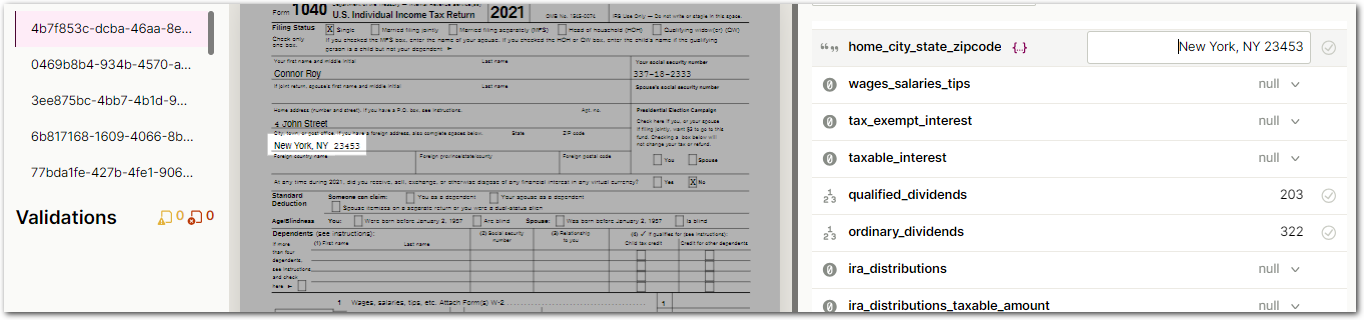 4b7f853c-dcba-46aa-8e...
0469b8b4-934b-4570-a...
3ee875bc-4bb7-4b1d-9...
6b817168-1609-4066-8b...
77bda1fe-427b-4fe1-906...
Validations 0 0
Form 1040 U.S. Individual Income Tax Return 2021 OMB No. 1545-0074 IRS Use Only — Do not write or staple in this space.
Filing Status X Single Married filing jointly Married filing separately (MFS) Head of household (HOH) Qualifying widow(er) (QW)
Check only
one box.
If you checked the MFS box, enter the name of your spouse. If you checked the HOH or QW box, enter the child's name if the qualifying
person is a child but not your dependent ►
Your first name and middle initial Last name Your social security number
Connor Roy 337-18-2333
If joint return, spouse's first name and middle initial Last name Spouse's social security number
Home address (number and street). If you have a P.O. box, see instructions. Apt. no. Presidential Election Campaign
4 John Street
Check here if you, or your spouse
if filing jointly, want $3 to go to this
fund. Checking a box below will
not change your tax or refund.
City, town, or post office. If you have a foreign address, also complete spaces below. State ZIP code
New York, NY 23453
Foreign country name Foreign province/state/county Foreign postal code You Spouse
At any time during 2021, did you receive, sell, exchange, or otherwise dispose of any financial interest in any virtual currency? Yes X No
Standard
Deduction
Someone can claim: You as a dependent Your spouse as a dependent
Spouse itemizes on a separate return or you were a dual-status alien
Age/Blindness You: Were born before January 2, 1957 Are blind Spouse: Was born before January 2, 1957 Is blind
Dependents (see instructions): (2) Social security number (3) Relationship to you (4) ✓ if qualifies for (see instructions):
(1) First name Last name Child tax credit Credit for other dependents
If more
than four
dependents,
see instructions
and check
here ►
1 Wages, salaries, tips, etc. Attach Form(s) W-2 1
home_city_state_zipcode {..} New York, NY 23453
wages_salaries_tips null
tax_exempt_interest null
taxable_interest null
qualified_dividends 203
ordinary_dividends 322
ira_distributions null
ira_distributions_taxable_amount null